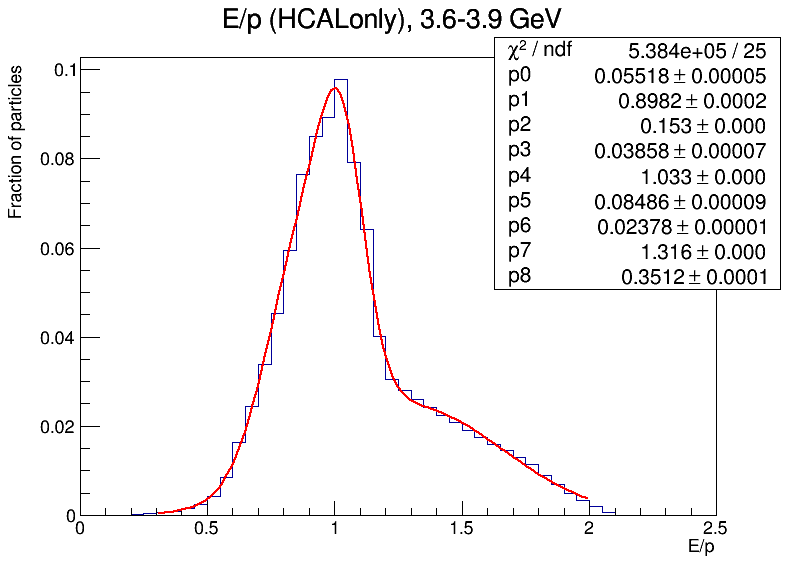 E/p (HCALonly), 3.6-3.9 GeV
χ² / ndf 5.384e+05 / 25
p0 0.05518 ± 0.00005
p1 0.8982 ± 0.0002
p2 0.153 ± 0.000
p3 0.03858 ± 0.00007
p4 1.033 ± 0.000
p5 0.08486 ± 0.00009
p6 0.02378 ± 0.00001
p7 1.316 ± 0.000
p8 0.3512 ± 0.0001
Fraction of particles
0.1
0.08
0.06
0.04
0.02
0
0 0.5 1 1.5 2 2.5
E/p